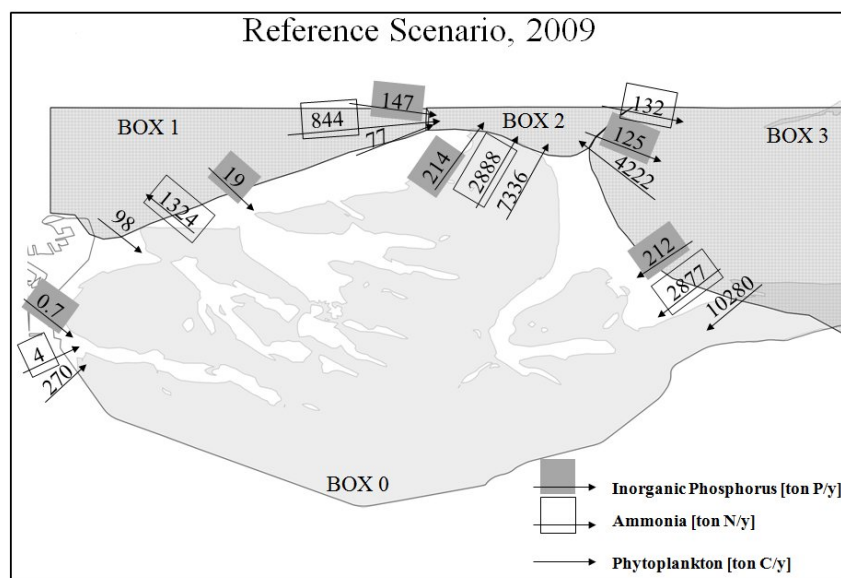 Reference Scenario, 2009
BOX 1
844
147
77
BOX 2
132
125
4222
BOX 3
19
1324
98
214
2888
7336
212
2877
10280
0.7
4
270
BOX 0
Inorganic Phosphorus [ton P/y]
Ammonia [ton N/y]
Phytoplankton [ton C/y]